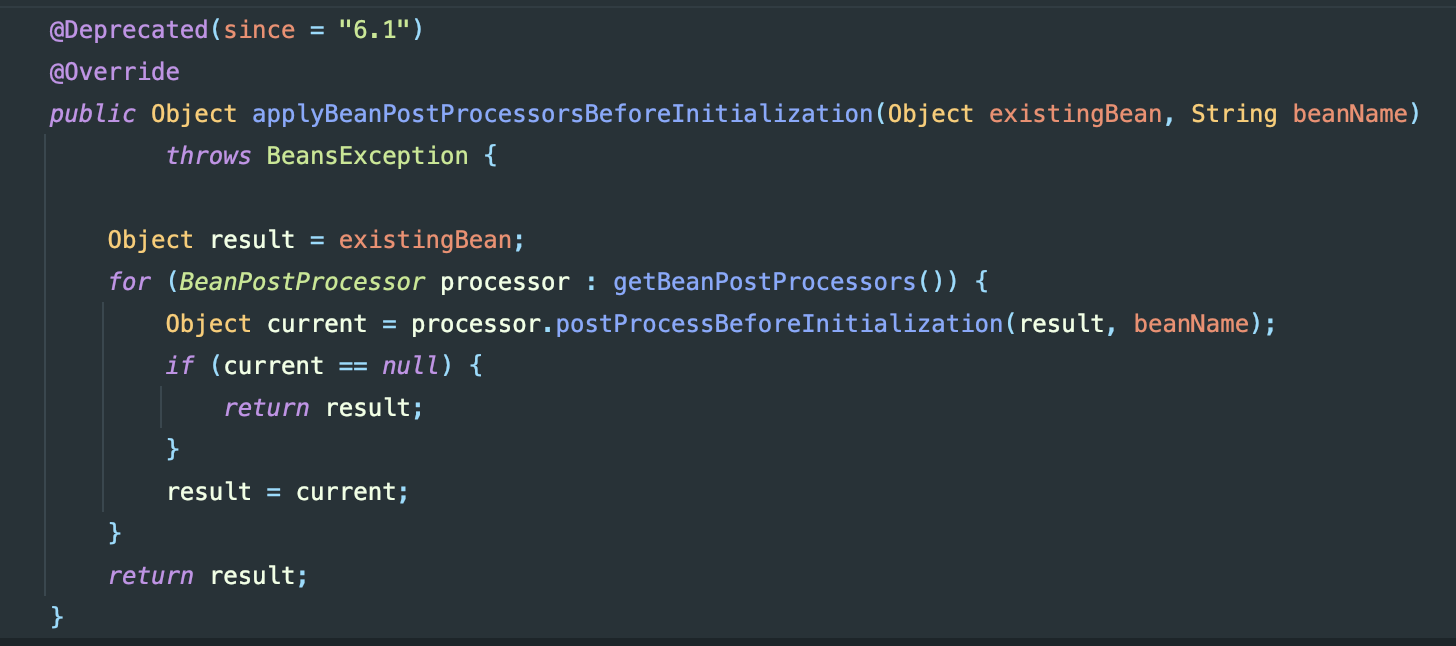 @Deprecated(since = "6.1")
@Override
public Object applyBeanPostProcessorsBeforeInitialization(Object existingBean, String beanName)
        throws BeansException {

    Object result = existingBean;
    for (BeanPostProcessor processor : getBeanPostProcessors()) {
        Object current = processor.postProcessBeforeInitialization(result, beanName);
        if (current == null) {
            return result;
        }
        result = current;
    }
    return result;
}